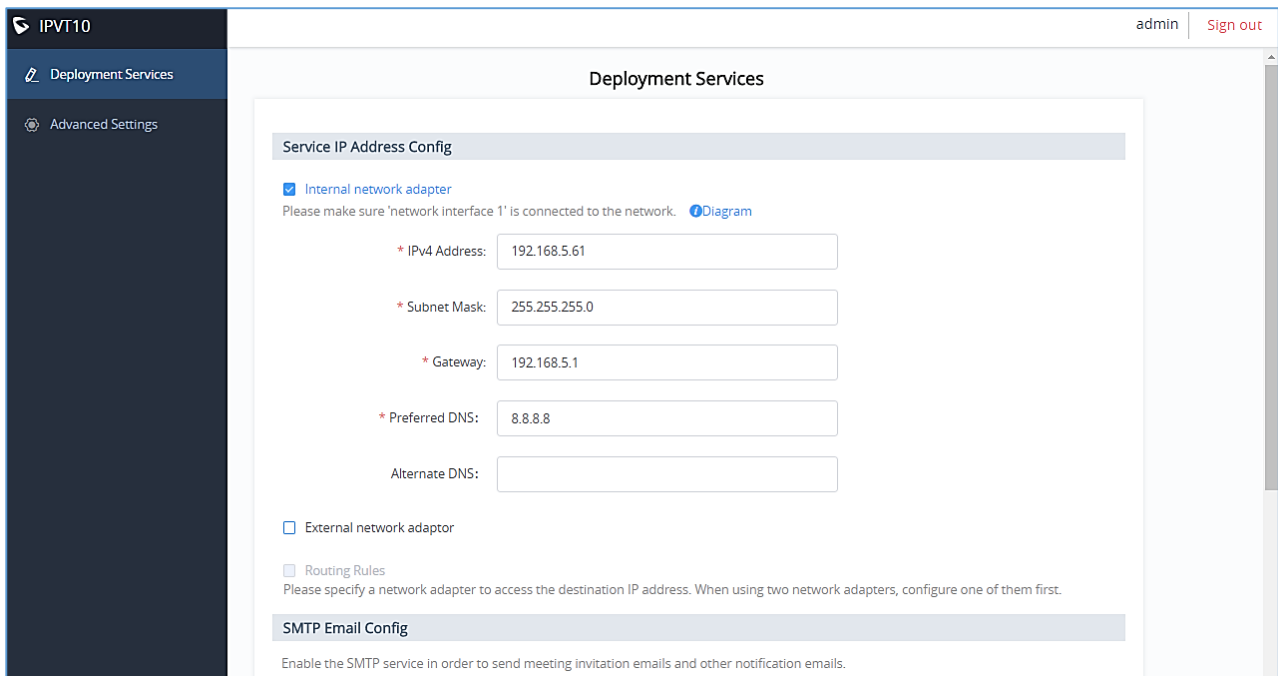 IPVT10
admin
Sign out
Deployment Services
Advanced Settings
Deployment Services
Service IP Address Config
Internal network adapter
Please make sure 'network interface 1' is connected to the network. Diagram
* IPv4 Address: 192.168.5.61
* Subnet Mask: 255.255.255.0
* Gateway: 192.168.5.1
* Preferred DNS: 8.8.8.8
Alternate DNS:
External network adaptor
Routing Rules
Please specify a network adapter to access the destination IP address. When using two network adapters, configure one of them first.
SMTP Email Config
Enable the SMTP service in order to send meeting invitation emails and other notification emails.